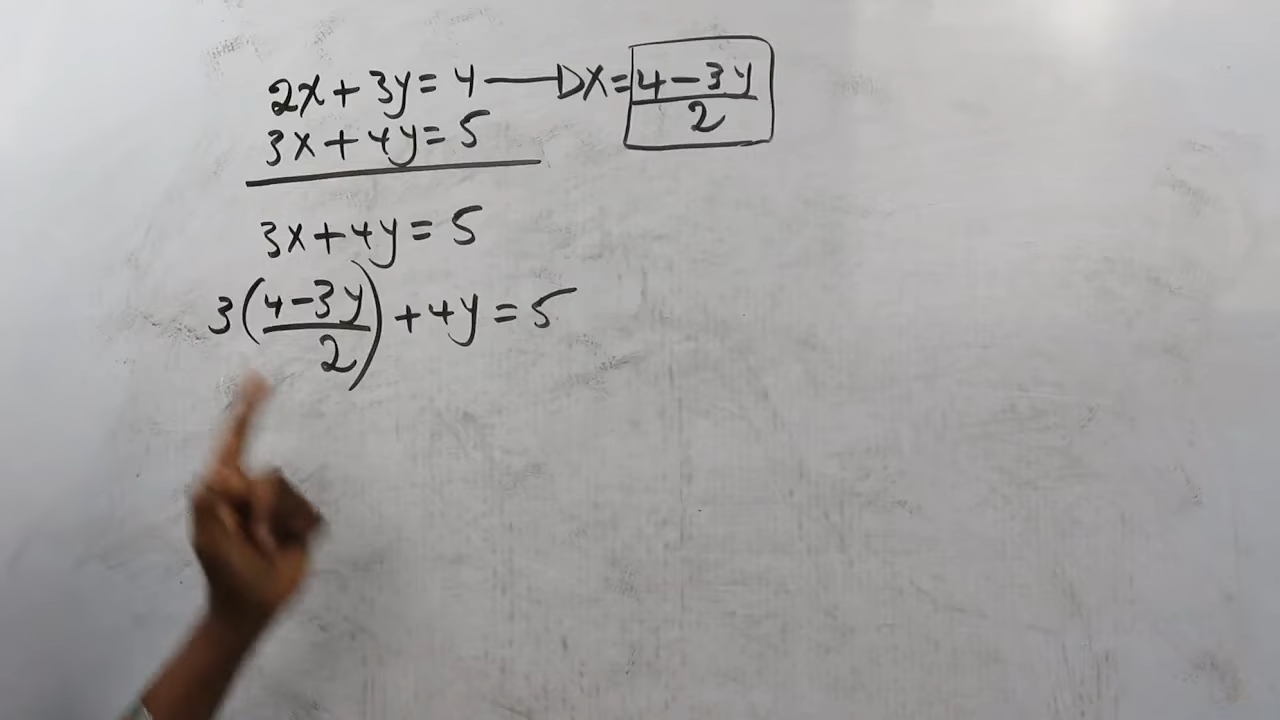 2x + 3y = 4 —▷ x = (4 - 3y)/2
3x + 4y = 5
3x + 4y = 5
3((4 - 3y)/2) + 4y = 5